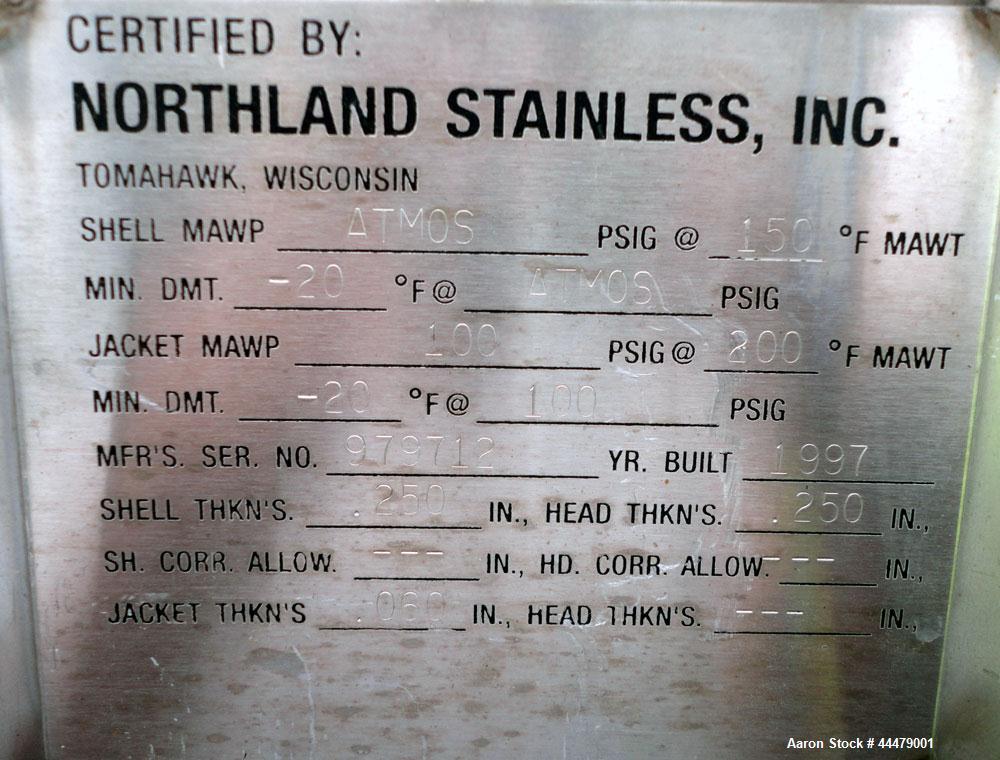 CERTIFIED BY:
NORTHLAND STAINLESS, INC.
TOMAHAWK, WISCONSIN
SHELL MAWP ATMOS PSIG @ 150 °F MAWT
MIN. DMT. -20 °F @ ATMOS PSIG
JACKET MAWP 100 PSIG @ 200 °F MAWT
MIN. DMT. -20 °F @ 100 PSIG
MFR'S. SER. NO. 979712 YR. BUILT 1997
SHELL THKN'S. .250 IN., HEAD THKN'S. .250 IN.,
SH. CORR. ALLOW. --- IN., HD. CORR. ALLOW. --- IN.,
JACKET THKN'S .060 IN., HEAD THKN'S. --- IN.,
Aaron Stock # 44479001